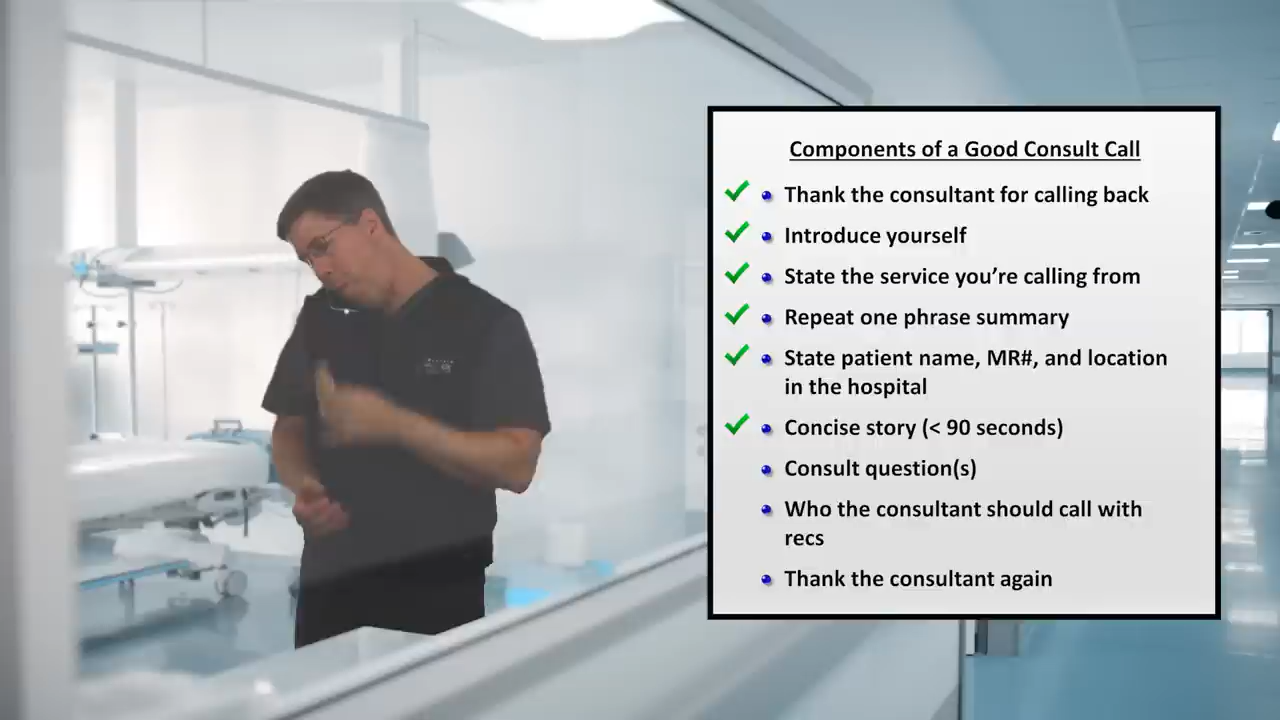 Components of a Good Consult Call
Thank the consultant for calling back
Introduce yourself
State the service you’re calling from
Repeat one phrase summary
State patient name, MR#, and location
in the hospital
Concise story (< 90 seconds)
Consult question(s)
Who the consultant should call with
recs
Thank the consultant again